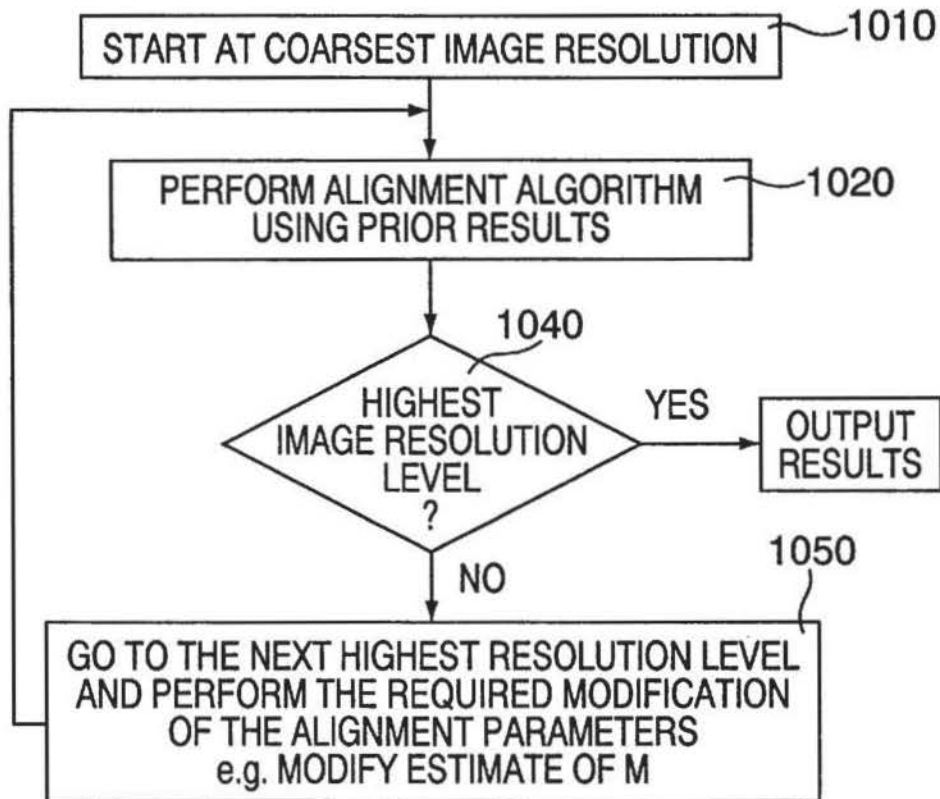 START AT COARSEST IMAGE RESOLUTION
1010
PERFORM ALIGNMENT ALGORITHM
USING PRIOR RESULTS
1020
1040
HIGHEST
IMAGE RESOLUTION
LEVEL
?
YES
OUTPUT
RESULTS
NO
1050
GO TO THE NEXT HIGHEST RESOLUTION LEVEL
AND PERFORM THE REQUIRED MODIFICATION
OF THE ALIGNMENT PARAMETERS
e.g. MODIFY ESTIMATE OF M